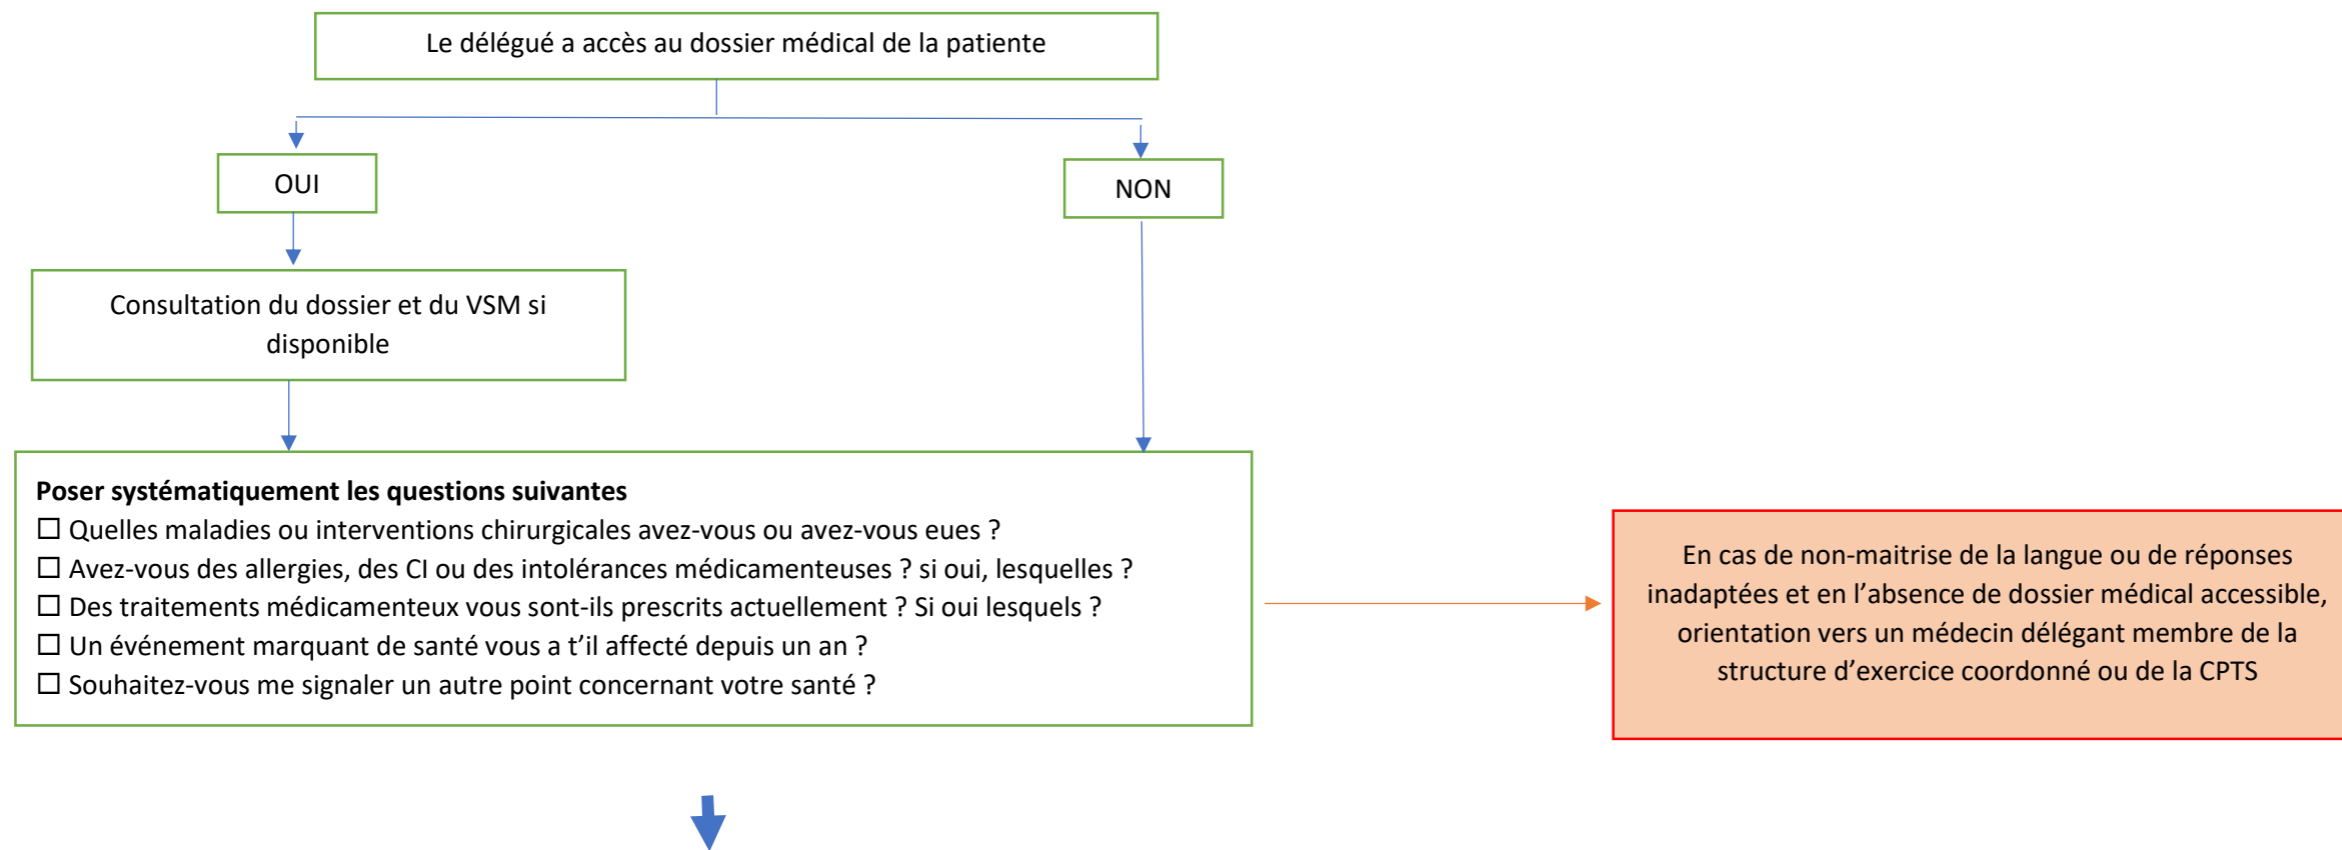 Le délégué a accès au dossier médical de la patiente
OUI
NON
Consultation du dossier et du VSM si
disponible
Poser systématiquement les questions suivantes
☐ Quelles maladies ou interventions chirurgicales avez-vous ou avez-vous eues ?
☐ Avez-vous des allergies, des CI ou des intolérances médicamenteuses ? si oui, lesquelles ?
☐ Des traitements médicamenteux vous sont-ils prescrits actuellement ? Si oui lesquels ?
☐ Un événement marquant de santé vous a t’il affecté depuis un an ?
☐ Souhaitez-vous me signaler un autre point concernant votre santé ?
En cas de non-maitrise de la langue ou de réponses
inadaptées et en l’absence de dossier médical accessible,
orientation vers un médecin délégant membre de la
structure d’exercice coordonné ou de la CPTS